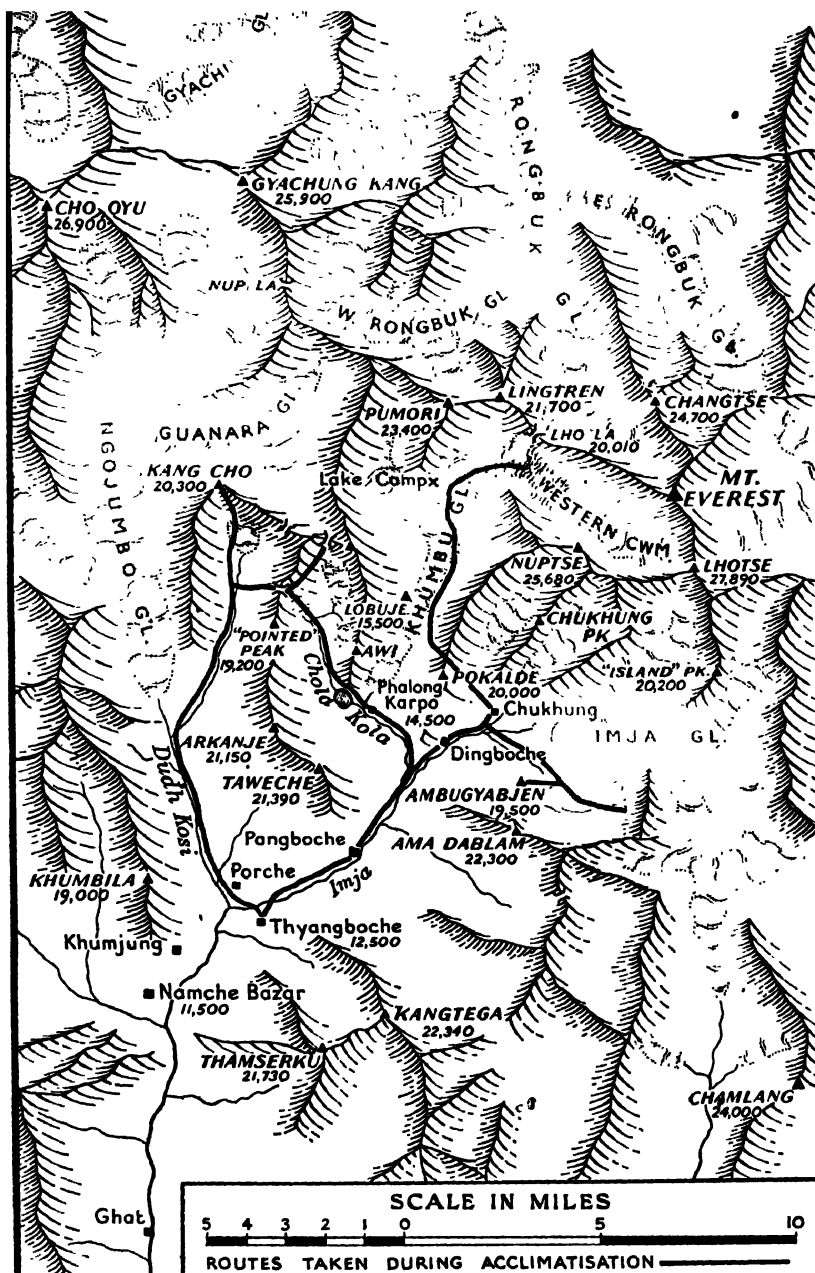 GYACHI GL
RONGBUK GL
E. RONGBUK GL.
GYACHUNG KANG
25,900
CHO OYU
26,900
NUP LA
W. RONGBUK GL
LINGTREN
21,700
PUMORI
23,400
CHANGTSE
24,700
GUANARA GL
LHO LA
20,010
NGOJUMBO GL.
KANG CHO
20,300
Lake Camp x
MT.
EVEREST
WESTERN CWM
KHUMBU GL
NUPTSE
25,680
LHOTSE
27,890
LOBUJE
15,500
CHUKHUNG
PK
"POINTED"
PEAK
19,200
AWI
"ISLAND" PK.
20,200
POKALDE
20,000
Chola Kola
Phalong
Karpo
14,500
Chukhung
IMJA GL.
Dingboche
ARKANJE
21,150
Dudh Kosi
TAWECHE
21,390
AMBUGYABJEN
19,500
Pangboche
AMA DABLAM
22,300
KHUMBILA
19,000
Porche
Imja
Thyangboche
12,500
Khumjung
Namche Bazar
11,500
KANGTEGA
22,340
THAMSERKU
21,730
CHAMLANG
24,000
Ghat
SCALE IN MILES
5 4 3 2 1 0 5 10
ROUTES TAKEN DURING ACCLIMATISATION